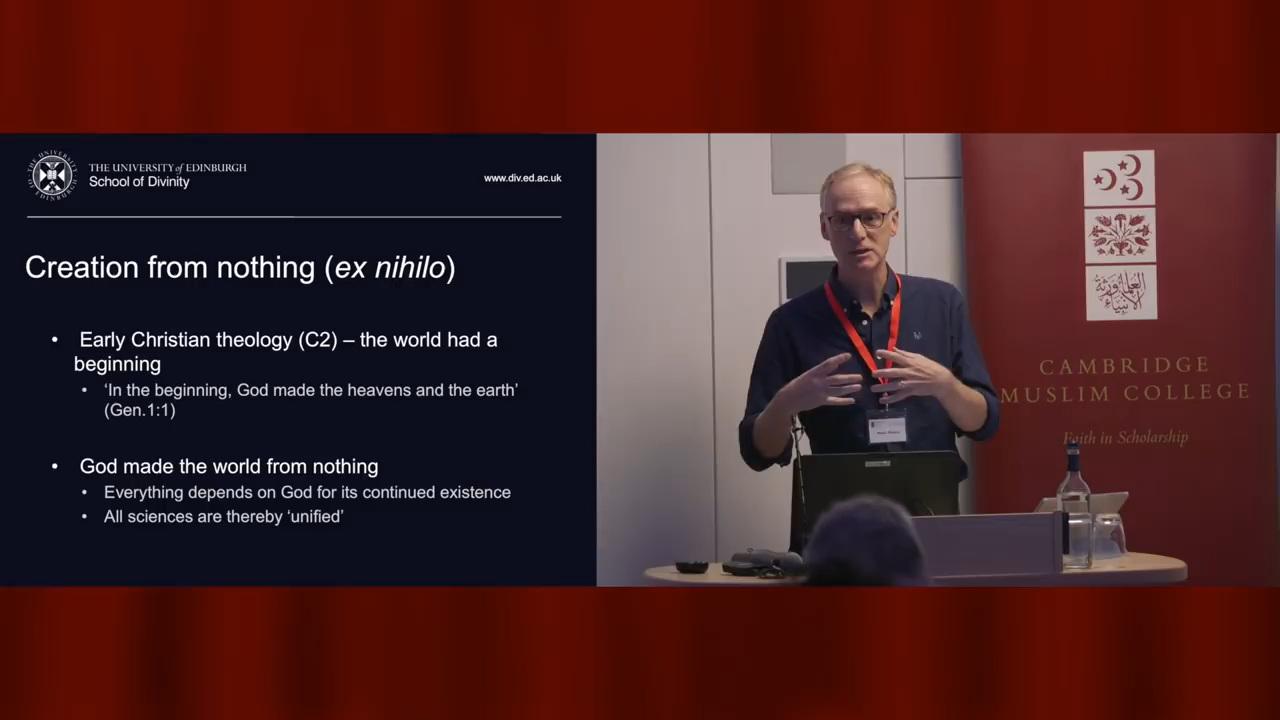 THE UNIVERSITY of EDINBURGH
School of Divinity
www.div.ed.ac.uk
Creation from nothing (ex nihilo)
• Early Christian theology (C2) – the world had a
beginning
• ‘In the beginning, God made the heavens and the earth’
(Gen.1:1)
• God made the world from nothing
• Everything depends on God for its continued existence
• All sciences are thereby ‘unified’
العلماء ورثة
الأنبياء
CAMBRIDGE
MUSLIM COLLEGE
Faith in Scholarship